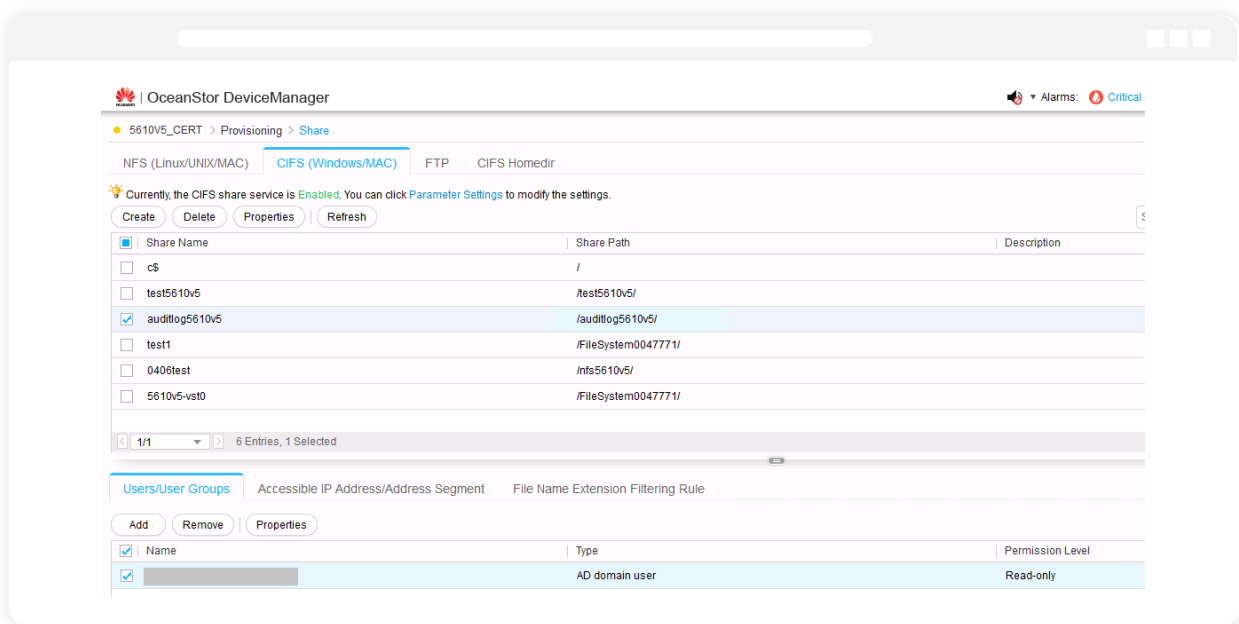 HUAWEI | OceanStor DeviceManager Alarms: Critical
5610V5_CERT > Provisioning > Share
NFS (Linux/UNIX/MAC) CIFS (Windows/MAC) FTP CIFS Homedir
Currently, the CIFS share service is Enabled. You can click Parameter Settings to modify the settings.
Create Delete Properties Refresh
Share Name Share Path Description
c$ /
test5610v5 /test5610v5/
auditlog5610v5 /auditlog5610v5/
test1 /FileSystem0047771/
0406test /nfs5610v5/
5610v5-vst0 /FileSystem0047771/
1/1 6 Entries, 1 Selected
Users/User Groups Accessible IP Address/Address Segment File Name Extension Filtering Rule
Add Remove Properties
Name Type Permission Level
AD domain user Read-only